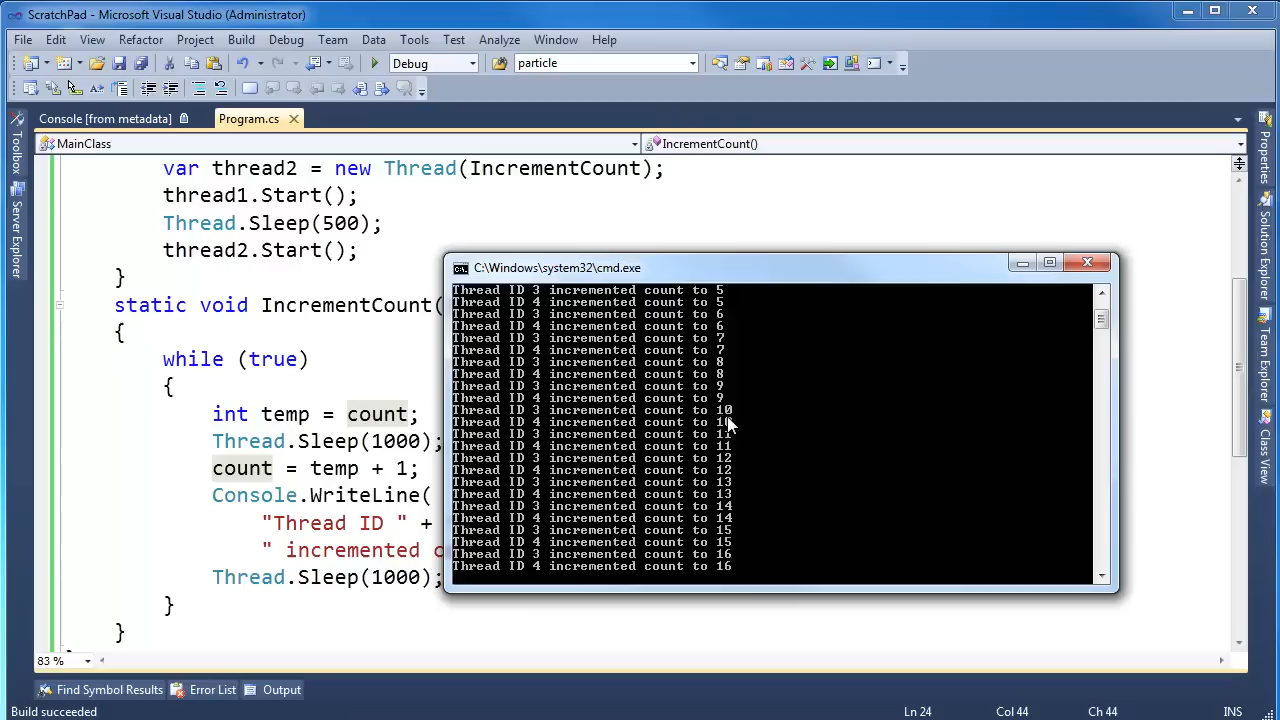 ScratchPad - Microsoft Visual Studio (Administrator)
File Edit View Refactor Project Build Debug Team Data Tools Test Analyze Window Help
Debug particle
Console [from metadata] Program.cs
MainClass IncrementCount()
var thread2 = new Thread(IncrementCount);
thread1.Start();
Thread.Sleep(500);
thread2.Start();
}
static void IncrementCount(
{
while (true)
{
int temp = count;
Thread.Sleep(1000);
count = temp + 1;
Console.WriteLine(
"Thread ID " +
" incremented c
Thread.Sleep(1000);
}
}
C:\Windows\system32\cmd.exe
Thread ID 3 incremented count to 5
Thread ID 4 incremented count to 5
Thread ID 3 incremented count to 6
Thread ID 4 incremented count to 6
Thread ID 3 incremented count to 7
Thread ID 4 incremented count to 7
Thread ID 3 incremented count to 8
Thread ID 4 incremented count to 8
Thread ID 3 incremented count to 9
Thread ID 4 incremented count to 9
Thread ID 3 incremented count to 10
Thread ID 4 incremented count to 10
Thread ID 3 incremented count to 11
Thread ID 4 incremented count to 11
Thread ID 3 incremented count to 12
Thread ID 4 incremented count to 12
Thread ID 3 incremented count to 13
Thread ID 4 incremented count to 13
Thread ID 3 incremented count to 14
Thread ID 4 incremented count to 14
Thread ID 3 incremented count to 15
Thread ID 4 incremented count to 15
Thread ID 3 incremented count to 16
Thread ID 4 incremented count to 16
Toolbox
Server Explorer
Properties
Solution Explorer
Team Explorer
Class View
83 %
Find Symbol Results Error List Output
Build succeeded Ln 24 Col 44 Ch 44 INS